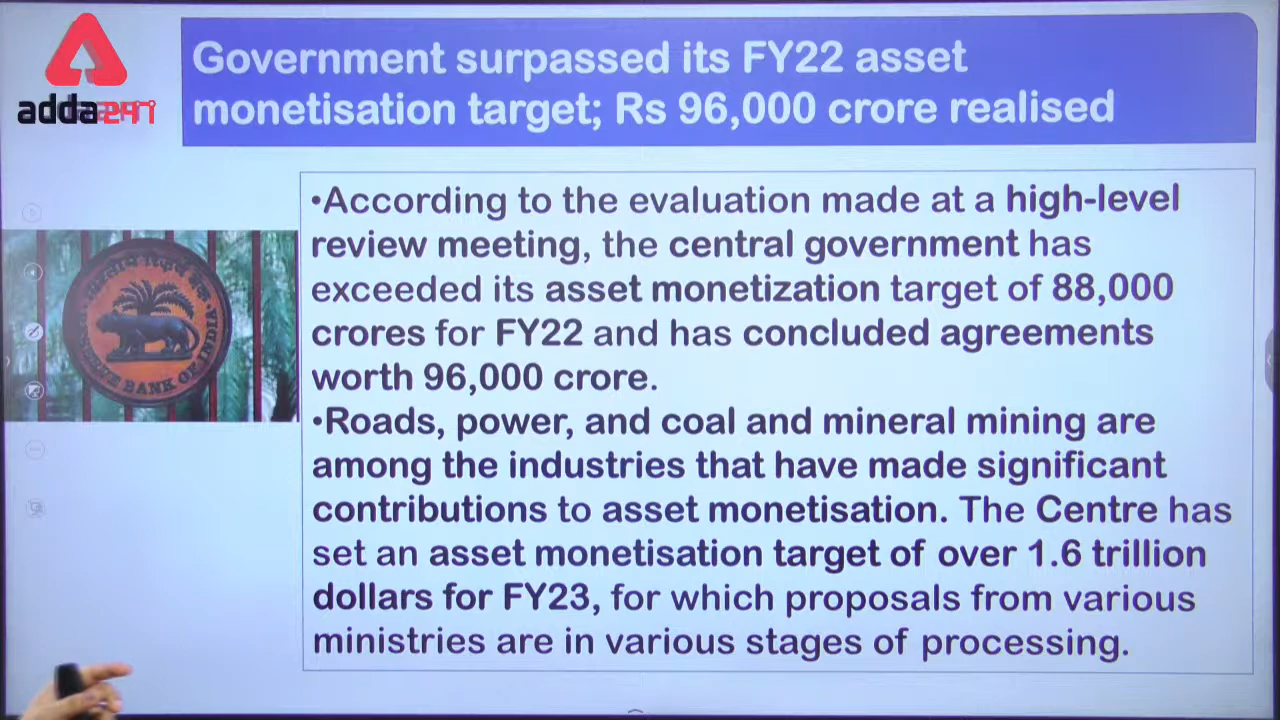 Government surpassed its FY22 asset
monetisation target; Rs 96,000 crore realised
adda247
•According to the evaluation made at a high-level
review meeting, the central government has
exceeded its asset monetization target of 88,000
crores for FY22 and has concluded agreements
worth 96,000 crore.
•Roads, power, and coal and mineral mining are
among the industries that have made significant
contributions to asset monetisation. The Centre has
set an asset monetisation target of over 1.6 trillion
dollars for FY23, for which proposals from various
ministries are in various stages of processing.
BANK OF INDIA